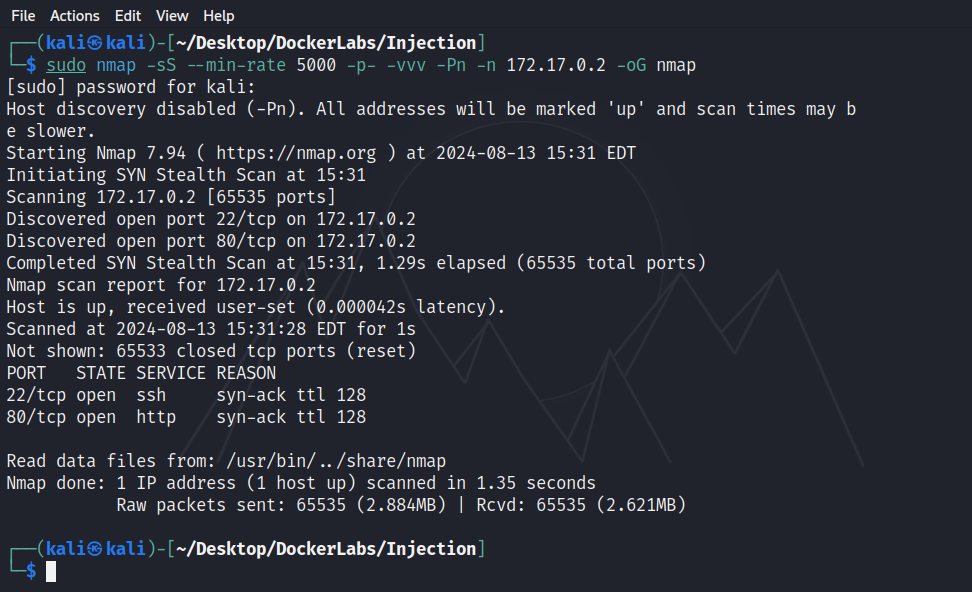 File Actions Edit View Help
┌──(kali㉿kali)-[~/Desktop/DockerLabs/Injection]
└─$ sudo nmap -sS --min-rate 5000 -p- -vvv -Pn -n 172.17.0.2 -oG nmap
[sudo] password for kali:
Host discovery disabled (-Pn). All addresses will be marked 'up' and scan times may b
e slower.
Starting Nmap 7.94 ( https://nmap.org ) at 2024-08-13 15:31 EDT
Initiating SYN Stealth Scan at 15:31
Scanning 172.17.0.2 [65535 ports]
Discovered open port 22/tcp on 172.17.0.2
Discovered open port 80/tcp on 172.17.0.2
Completed SYN Stealth Scan at 15:31, 1.29s elapsed (65535 total ports)
Nmap scan report for 172.17.0.2
Host is up, received user-set (0.000042s latency).
Scanned at 2024-08-13 15:31:28 EDT for 1s
Not shown: 65533 closed tcp ports (reset)
PORT   STATE SERVICE REASON
22/tcp open  ssh     syn-ack ttl 128
80/tcp open  http    syn-ack ttl 128
Read data files from: /usr/bin/../share/nmap
Nmap done: 1 IP address (1 host up) scanned in 1.35 seconds
           Raw packets sent: 65535 (2.884MB) | Rcvd: 65535 (2.621MB)
┌──(kali㉿kali)-[~/Desktop/DockerLabs/Injection]
└─$